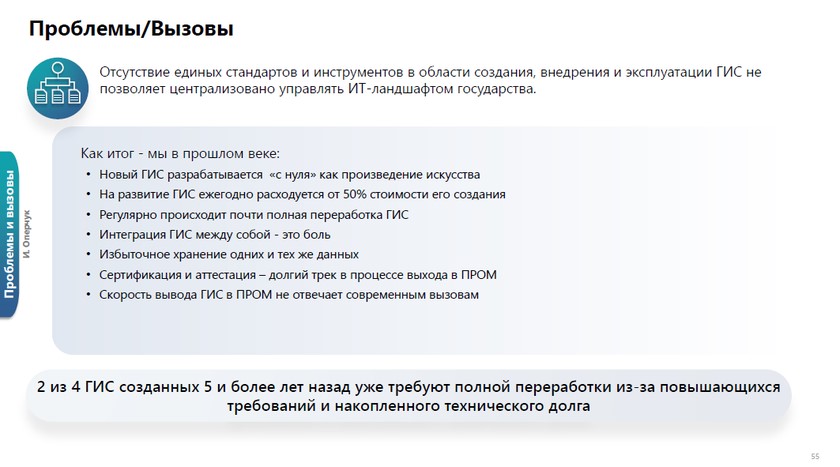 Проблемы/Вызовы
Отсутствие единых стандартов и инструментов в области создания, внедрения и эксплуатации ГИС не
позволяет централизовано управлять ИТ-ландшафтом государства.
Проблемы и вызовы
И. Оперчук
Как итог - мы в прошлом веке:
• Новый ГИС разрабатывается «с нуля» как произведение искусства
• На развитие ГИС ежегодно расходуется от 50% стоимости его создания
• Регулярно происходит почти полная переработка ГИС
• Интеграция ГИС между собой - это боль
• Избыточное хранение одних и тех же данных
• Сертификация и аттестация – долгий трек в процессе выхода в ПРОМ
• Скорость вывода ГИС в ПРОМ не отвечает современным вызовам
2 из 4 ГИС созданных 5 и более лет назад уже требуют полной переработки из-за повышающихся
требований и накопленного технического долга
55